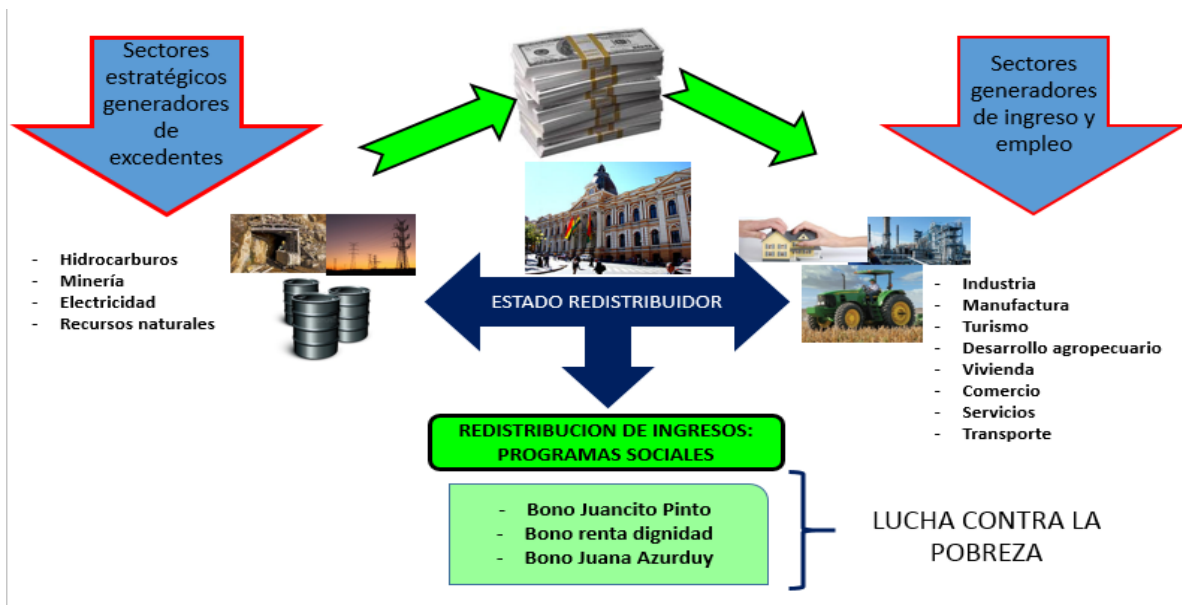 Sectores
estratégicos
generadores
de
excedentes
Sectores
generadores
de ingreso y
empleo
- Hidrocarburos
- Minería
- Electricidad
- Recursos naturales
ESTADO REDISTRIBUIDOR
- Industria
- Manufactura
- Turismo
- Desarrollo agropecuario
- Vivienda
- Comercio
- Servicios
- Transporte
REDISTRIBUCION DE INGRESOS:
PROGRAMAS SOCIALES
- Bono Juancito Pinto
- Bono renta dignidad
- Bono Juana Azurduy
LUCHA CONTRA LA
POBREZA